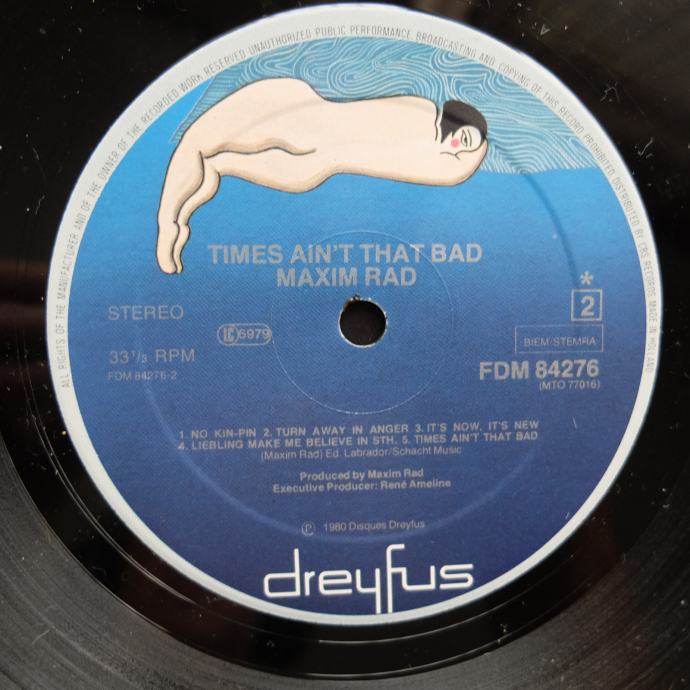 ALL RIGHTS OF THE MANUFACTURER AND OF THE OWNER OF THE RECORDED WORK RESERVED UNAUTHORIZED PUBLIC PERFORMANCE, BROADCASTING AND COPYING OF THIS RECORD PROHIBITED DISTRIBUTED BY CBS RECORDS MADE IN HOLLAND
TIMES AIN'T THAT BAD
MAXIM RAD
STEREO
*
2
LC 6979
BIEM-STEMRA
33 1/3 RPM
FDM 84276
FDM 84276-2
(MTO 77016)
1. NO KIN-PIN 2. TURN AWAY IN ANGER 3. IT'S NOW, IT'S NEW
4. LIEBLING MAKE ME BELIEVE IN STH. 5. TIMES AIN'T THAT BAD
(Maxim Rad) Ed. Labrador/Schacht Music
Produced by Maxim Rad
Executive Producer: René Ameline
℗ 1980 Disques Dreyfus
dreyfus